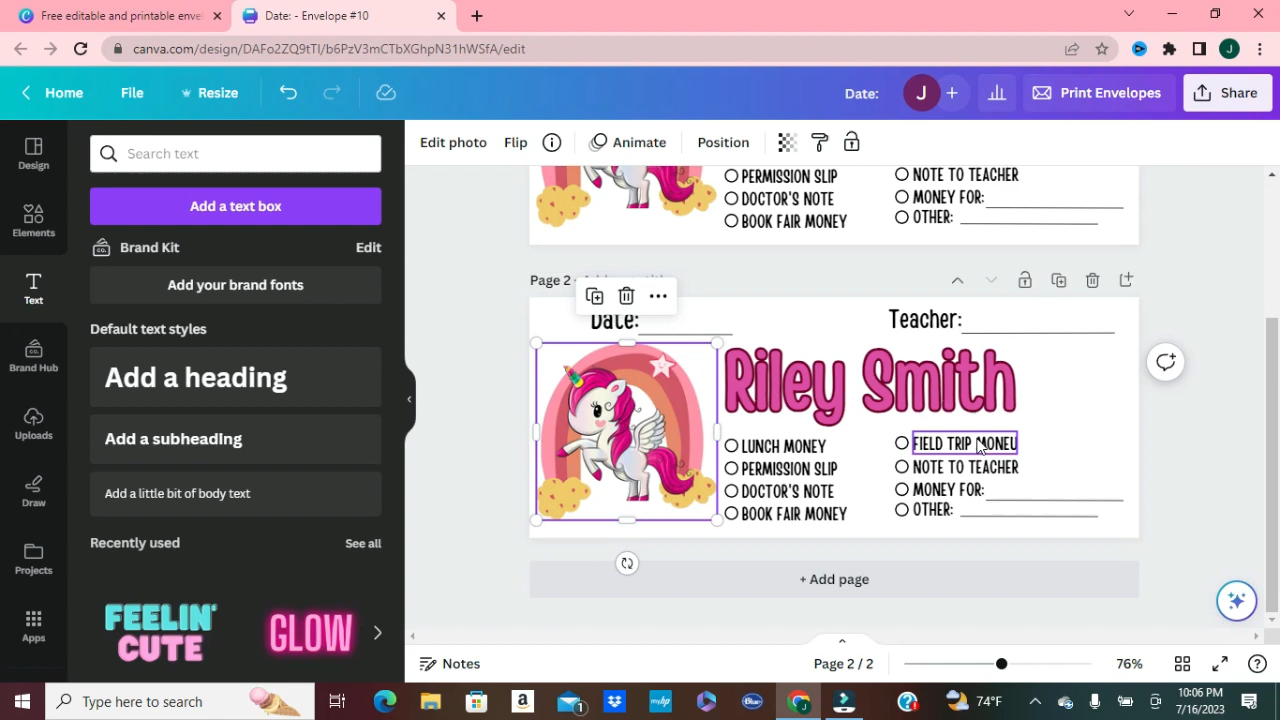 Free editable and printable enve
Date: - Envelope #10
canva.com/design/DAFo2ZQ9tTI/b6PzV3mCTbXGhpN31hWSfA/edit
J
Home
File
Resize
Date:
J
Print Envelopes
Share
Design
Elements
Text
Brand Hub
Uploads
Draw
Projects
Apps
Search text
Add a text box
Brand Kit
Edit
Add your brand fonts
Default text styles
Add a heading
Add a subheading
Add a little bit of body text
Recently used
See all
FEELIN'
CUTE
GLOW
Edit photo
Flip
Animate
Position
PERMISSION SLIP
DOCTOR'S NOTE
BOOK FAIR MONEY
NOTE TO TEACHER
MONEY FOR:
OTHER:
Page 2
Date:
Teacher:
Riley Smith
LUNCH MONEY
PERMISSION SLIP
DOCTOR'S NOTE
BOOK FAIR MONEY
FIELD TRIP MONEU
NOTE TO TEACHER
MONEY FOR:
OTHER:
+ Add page
Notes
Page 2 / 2
76%
Type here to search
a
1
my hp
Blue
74°F
10:06 PM
7/16/2023